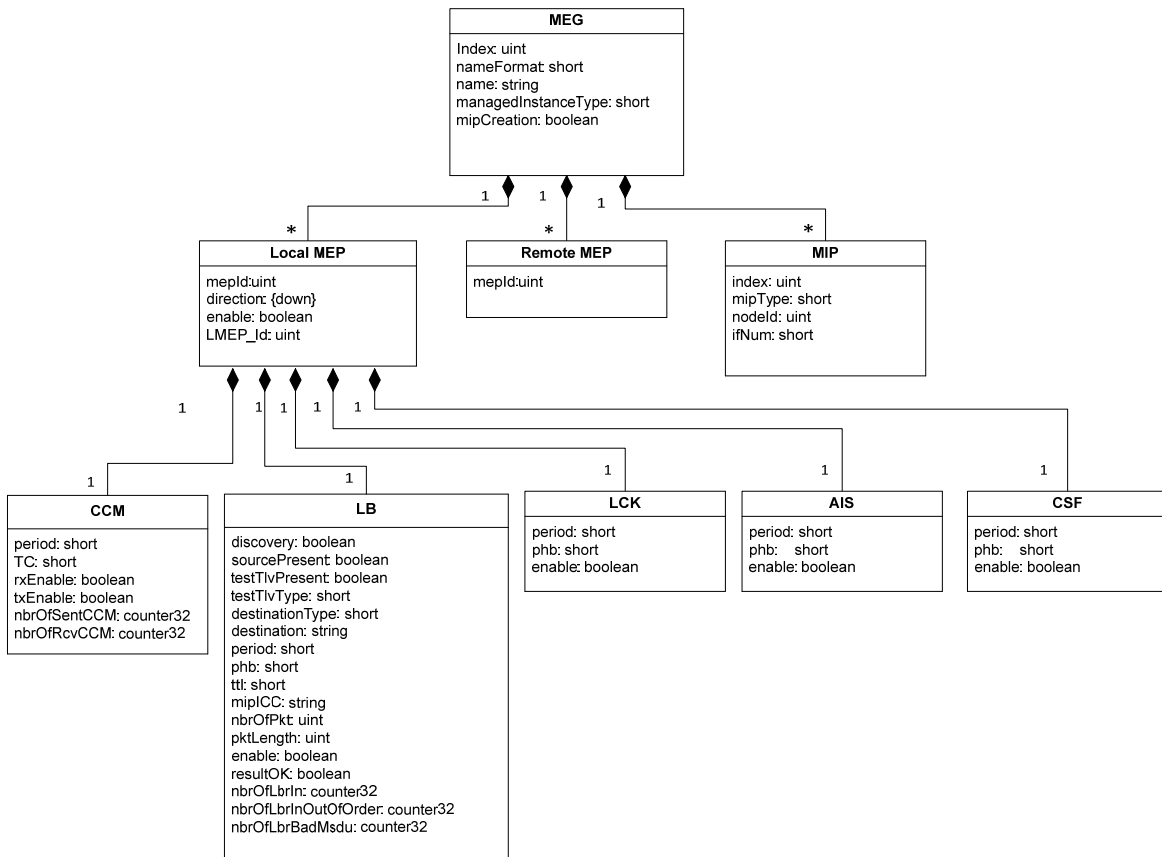 MEG
Index: uint
nameFormat: short
name: string
managedInstanceType: short
mipCreation: boolean
1
1
1
*
*
*
Local MEP
mepId:uint
direction: {down}
enable: boolean
LMEP_Id: uint
Remote MEP
mepId:uint
MIP
index: uint
mipType: short
nodeId: uint
ifNum: short
1
1
1
1
1
1
1
1
1
1
CCM
period: short
TC: short
rxEnable: boolean
txEnable: boolean
nbrOfSentCCM: counter32
nbrOfRcvCCM: counter32
LB
discovery: boolean
sourcePresent: boolean
testTlvPresent: boolean
testTlvType: short
destinationType: short
destination: string
period: short
phb: short
ttl: short
mipICC: string
nbrOfPkt: uint
pktLength: uint
enable: boolean
resultOK: boolean
nbrOfLbrIn: counter32
nbrOfLbrInOutOfOrder: counter32
nbrOfLbrBadMsdu: counter32
LCK
period: short
phb: short
enable: boolean
AIS
period: short
phb: short
enable: boolean
CSF
period: short
phb: short
enable: boolean